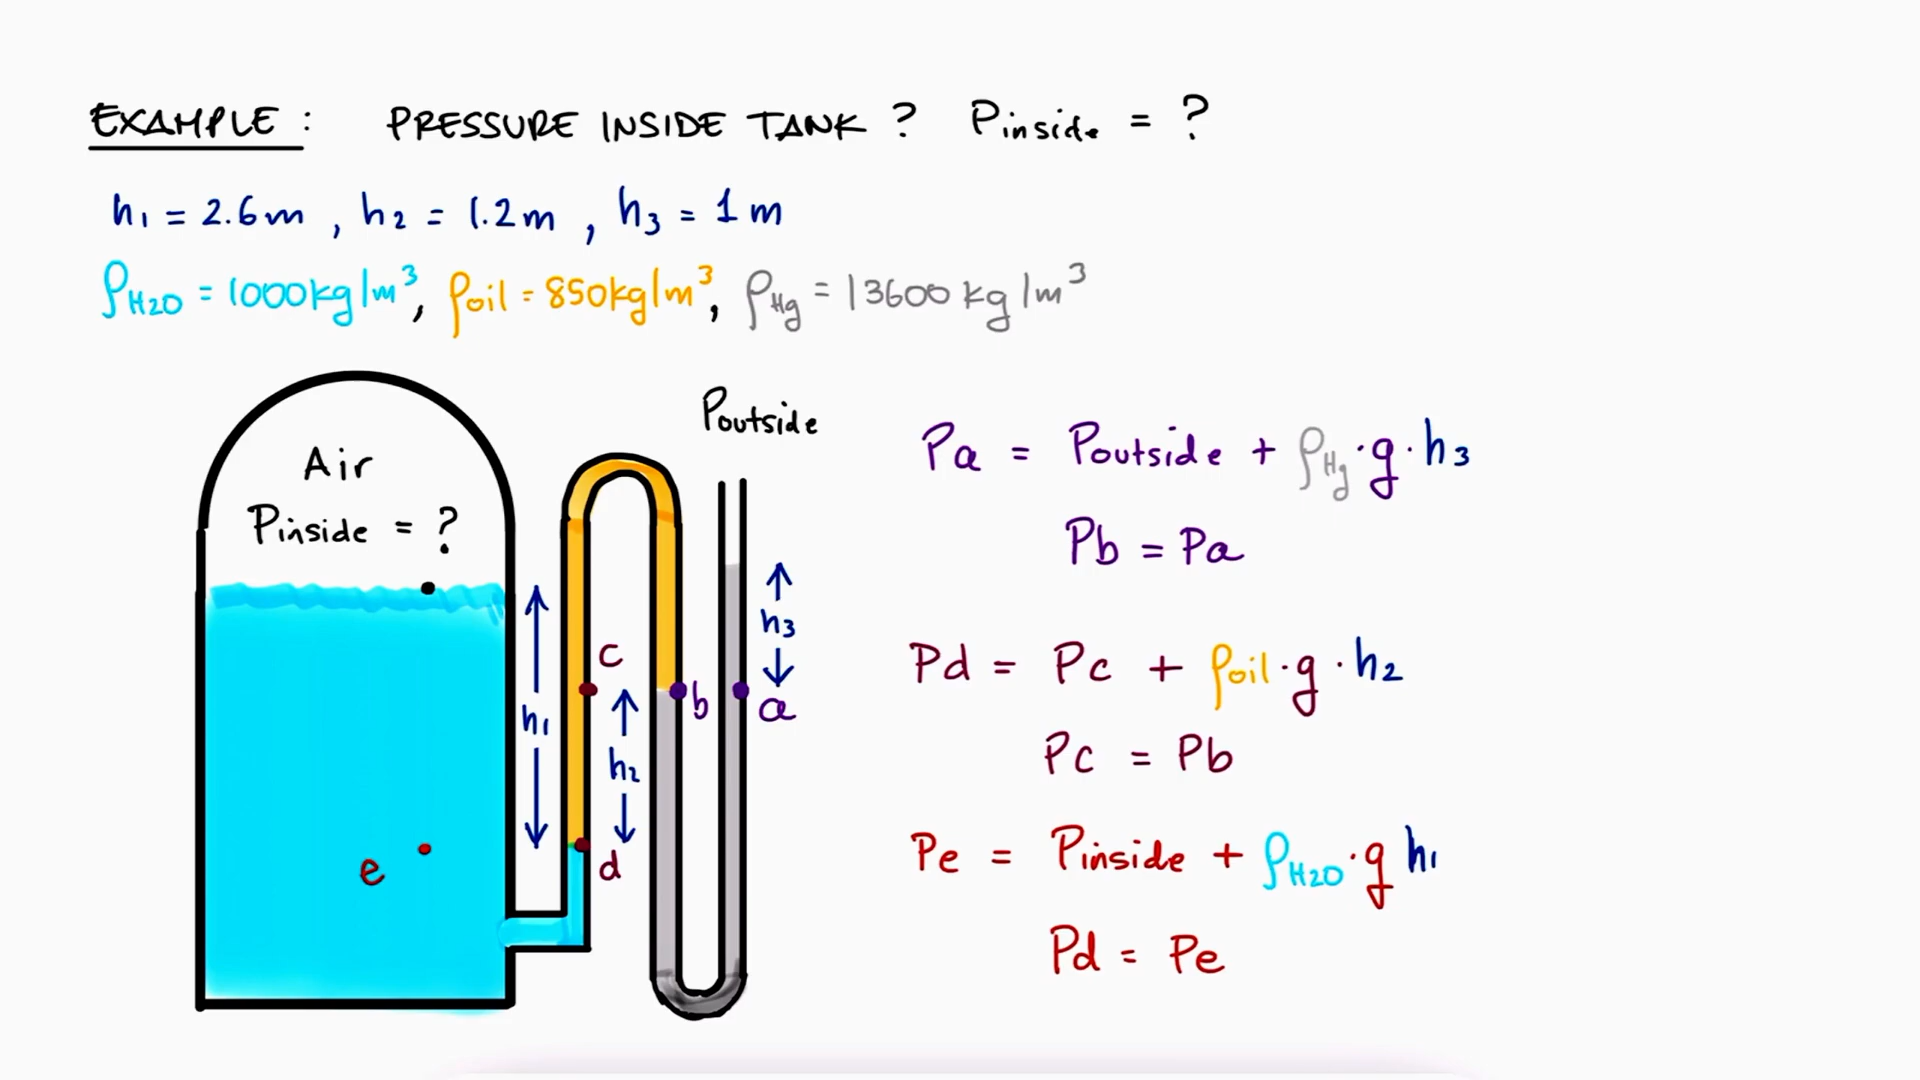 EXAMPLE : PRESSURE INSIDE TANK ? Pinside = ?
h1 = 2.6m , h2 = 1.2m , h3 = 1m
ρH2O = 1000kg/m³, ρoil = 850kg/m³, ρHg = 13600kg/m³
Poutside
Air
Pinside = ?
h1
c
h2
d
b
h3
a
e
Pa = Poutside + ρHg·g·h3
Pb = Pa
Pd = Pc + ρoil·g·h2
Pc = Pb
Pe = Pinside + ρH2O·g h1
Pd = Pe